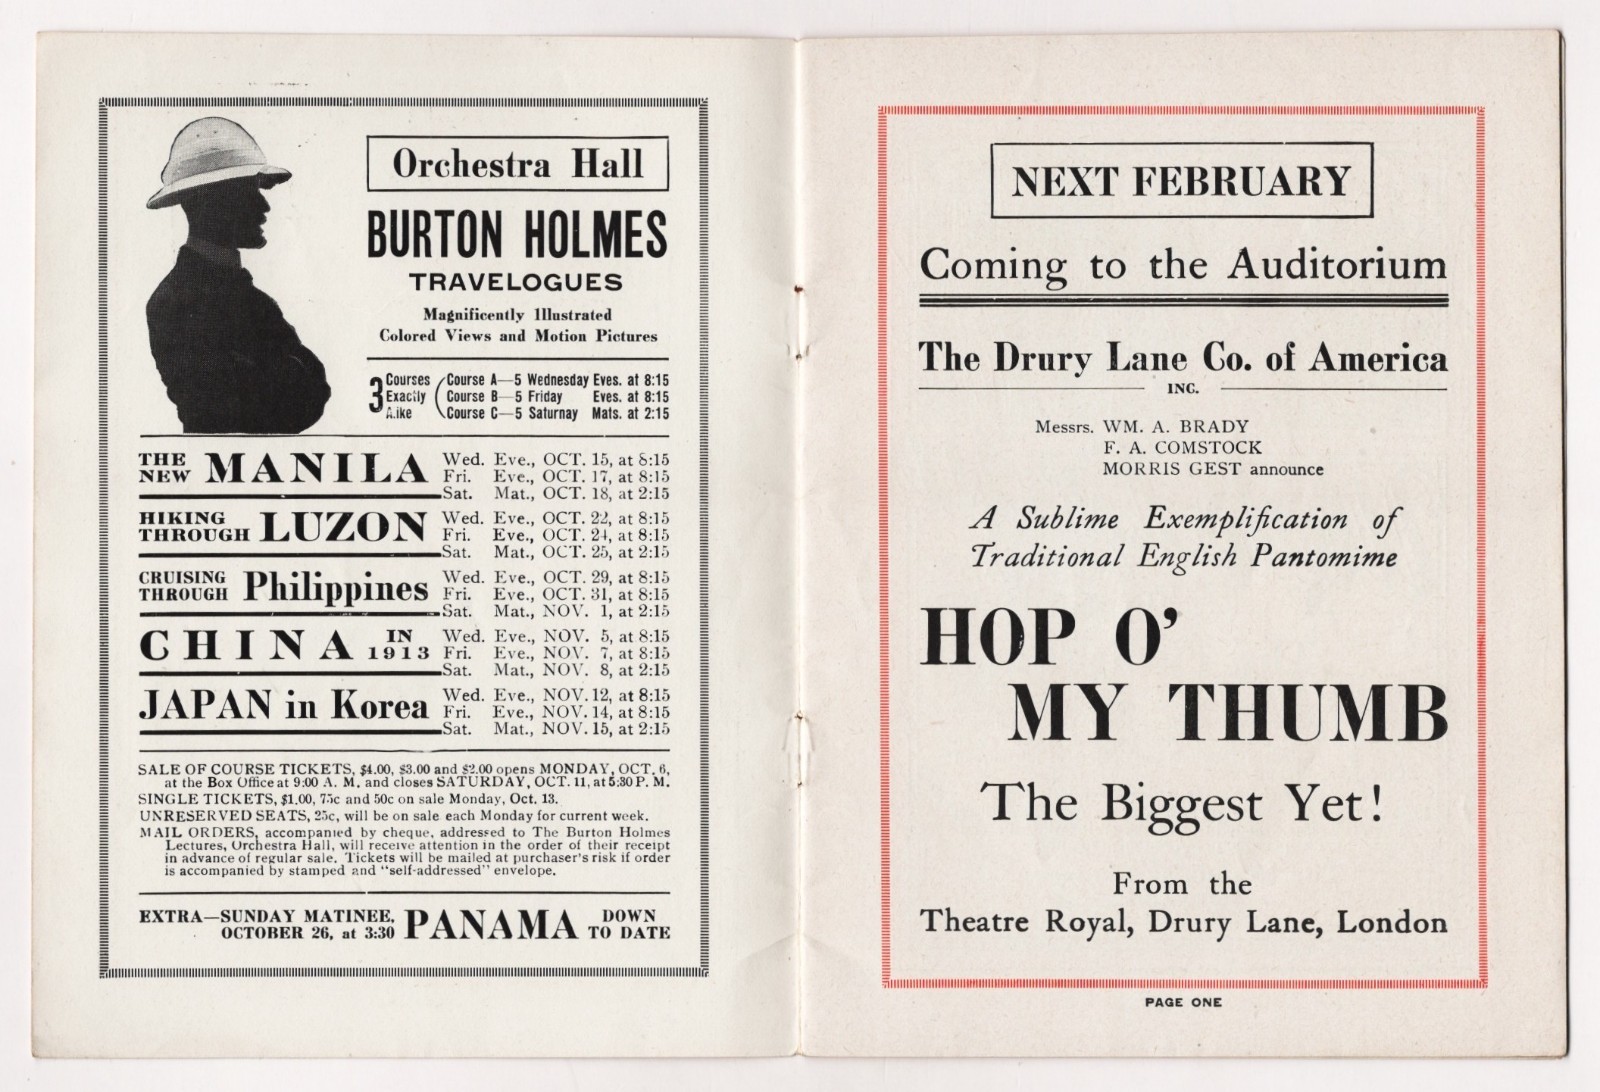 Orchestra Hall
BURTON HOLMES
TRAVELOGUES
Magnificently Illustrated
Colored Views and Motion Pictures
3 Courses Exactly Alike
Course A—5 Wednesday Eves. at 8:15
Course B—5 Friday Eves. at 8:15
Course C—5 Saturnay Mats. at 2:15
THE NEW MANILA
Wed. Eve., OCT. 15, at 8:15
Fri. Eve., OCT. 17, at 8:15
Sat. Mat., OCT. 18, at 2:15
HIKING THROUGH LUZON
Wed. Eve., OCT. 22, at 8:15
Fri. Eve., OCT. 24, at 8:15
Sat. Mat., OCT. 25, at 2:15
CRUISING THROUGH Philippines
Wed. Eve., OCT. 29, at 8:15
Fri. Eve., OCT. 31, at 8:15
Sat. Mat., NOV. 1, at 2:15
CHINA IN 1913
Wed. Eve., NOV. 5, at 8:15
Fri. Eve., NOV. 7, at 8:15
Sat. Mat., NOV. 8, at 2:15
JAPAN in Korea
Wed. Eve., NOV. 12, at 8:15
Fri. Eve., NOV. 14, at 8:15
Sat. Mat., NOV. 15, at 2:15
SALE OF COURSE TICKETS, $4.00, $3.00 and $2.00 opens MONDAY, OCT. 6,
at the Box Office at 9:00 A. M. and closes SATURDAY, OCT. 11, at 5:30 P. M.
SINGLE TICKETS, $1.00, 75c and 50c on sale Monday, Oct. 13.
UNRESERVED SEATS, 25c, will be on sale each Monday for current week.
MAIL ORDERS, accompanied by cheque, addressed to The Burton Holmes
Lectures, Orchestra Hall, will receive attention in the order of their receipt
in advance of regular sale. Tickets will be mailed at purchaser's risk if order
is accompanied by stamped and "self-addressed" envelope.
EXTRA—SUNDAY MATINEE,
OCTOBER 26, at 3:30
PANAMA
DOWN
TO DATE
NEXT FEBRUARY
Coming to the Auditorium
The Drury Lane Co. of America
INC.
Messrs. WM. A. BRADY
F. A. COMSTOCK
MORRIS GEST announce
A Sublime Exemplification of
Traditional English Pantomime
HOP O'
MY THUMB
The Biggest Yet!
From the
Theatre Royal, Drury Lane, London
PAGE ONE